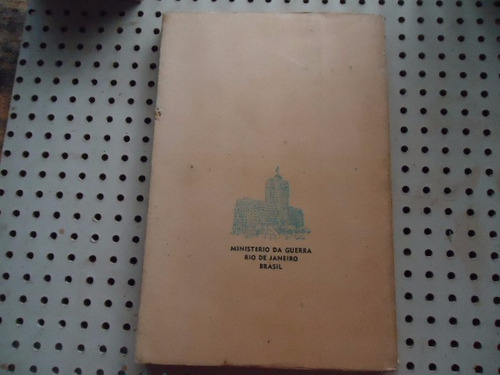 MINISTERIO DA GUERRA
RIO DE JANEIRO
BRASIL